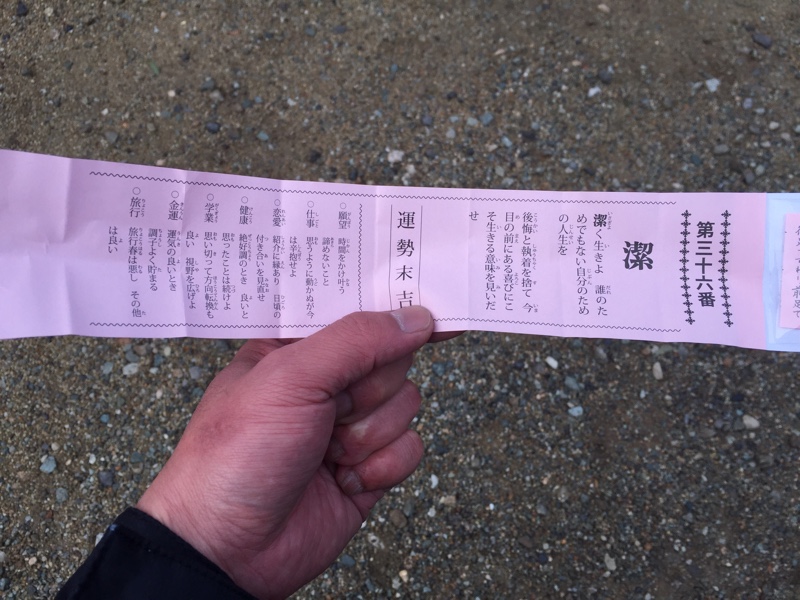 第三十六番
潔
潔く生きよ 誰のた
めでもない自分のため
の人生を
後悔と執着を捨て 今
目の前にある喜びにこ
そ生きる意味を見いだ
せ
運勢末吉
○願望 時間をかけ叶う
諦めないこと
○仕事 思うように動かぬが今
は辛抱せよ
○恋愛 紹介に縁あり 日頃の
付き合いを見直せ
○健康 絶好調のとき 良いと
思ったことは続けよ
○学業 思い切って方向転換も
良い 視野を広げよ
○金運 運気の良いとき
調子よく貯まる
○旅行 旅行春は悪し その他
は良い